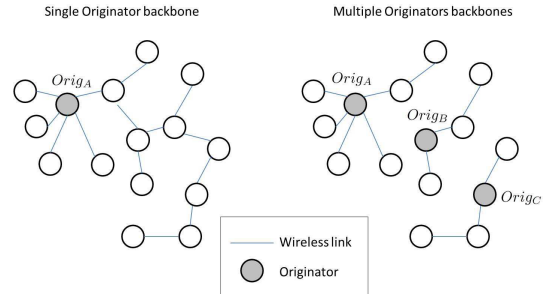 Single Originator backbone
Multiple Originators backbones
Orig_A
Orig_A
Orig_B
Orig_C
Wireless link
Originator